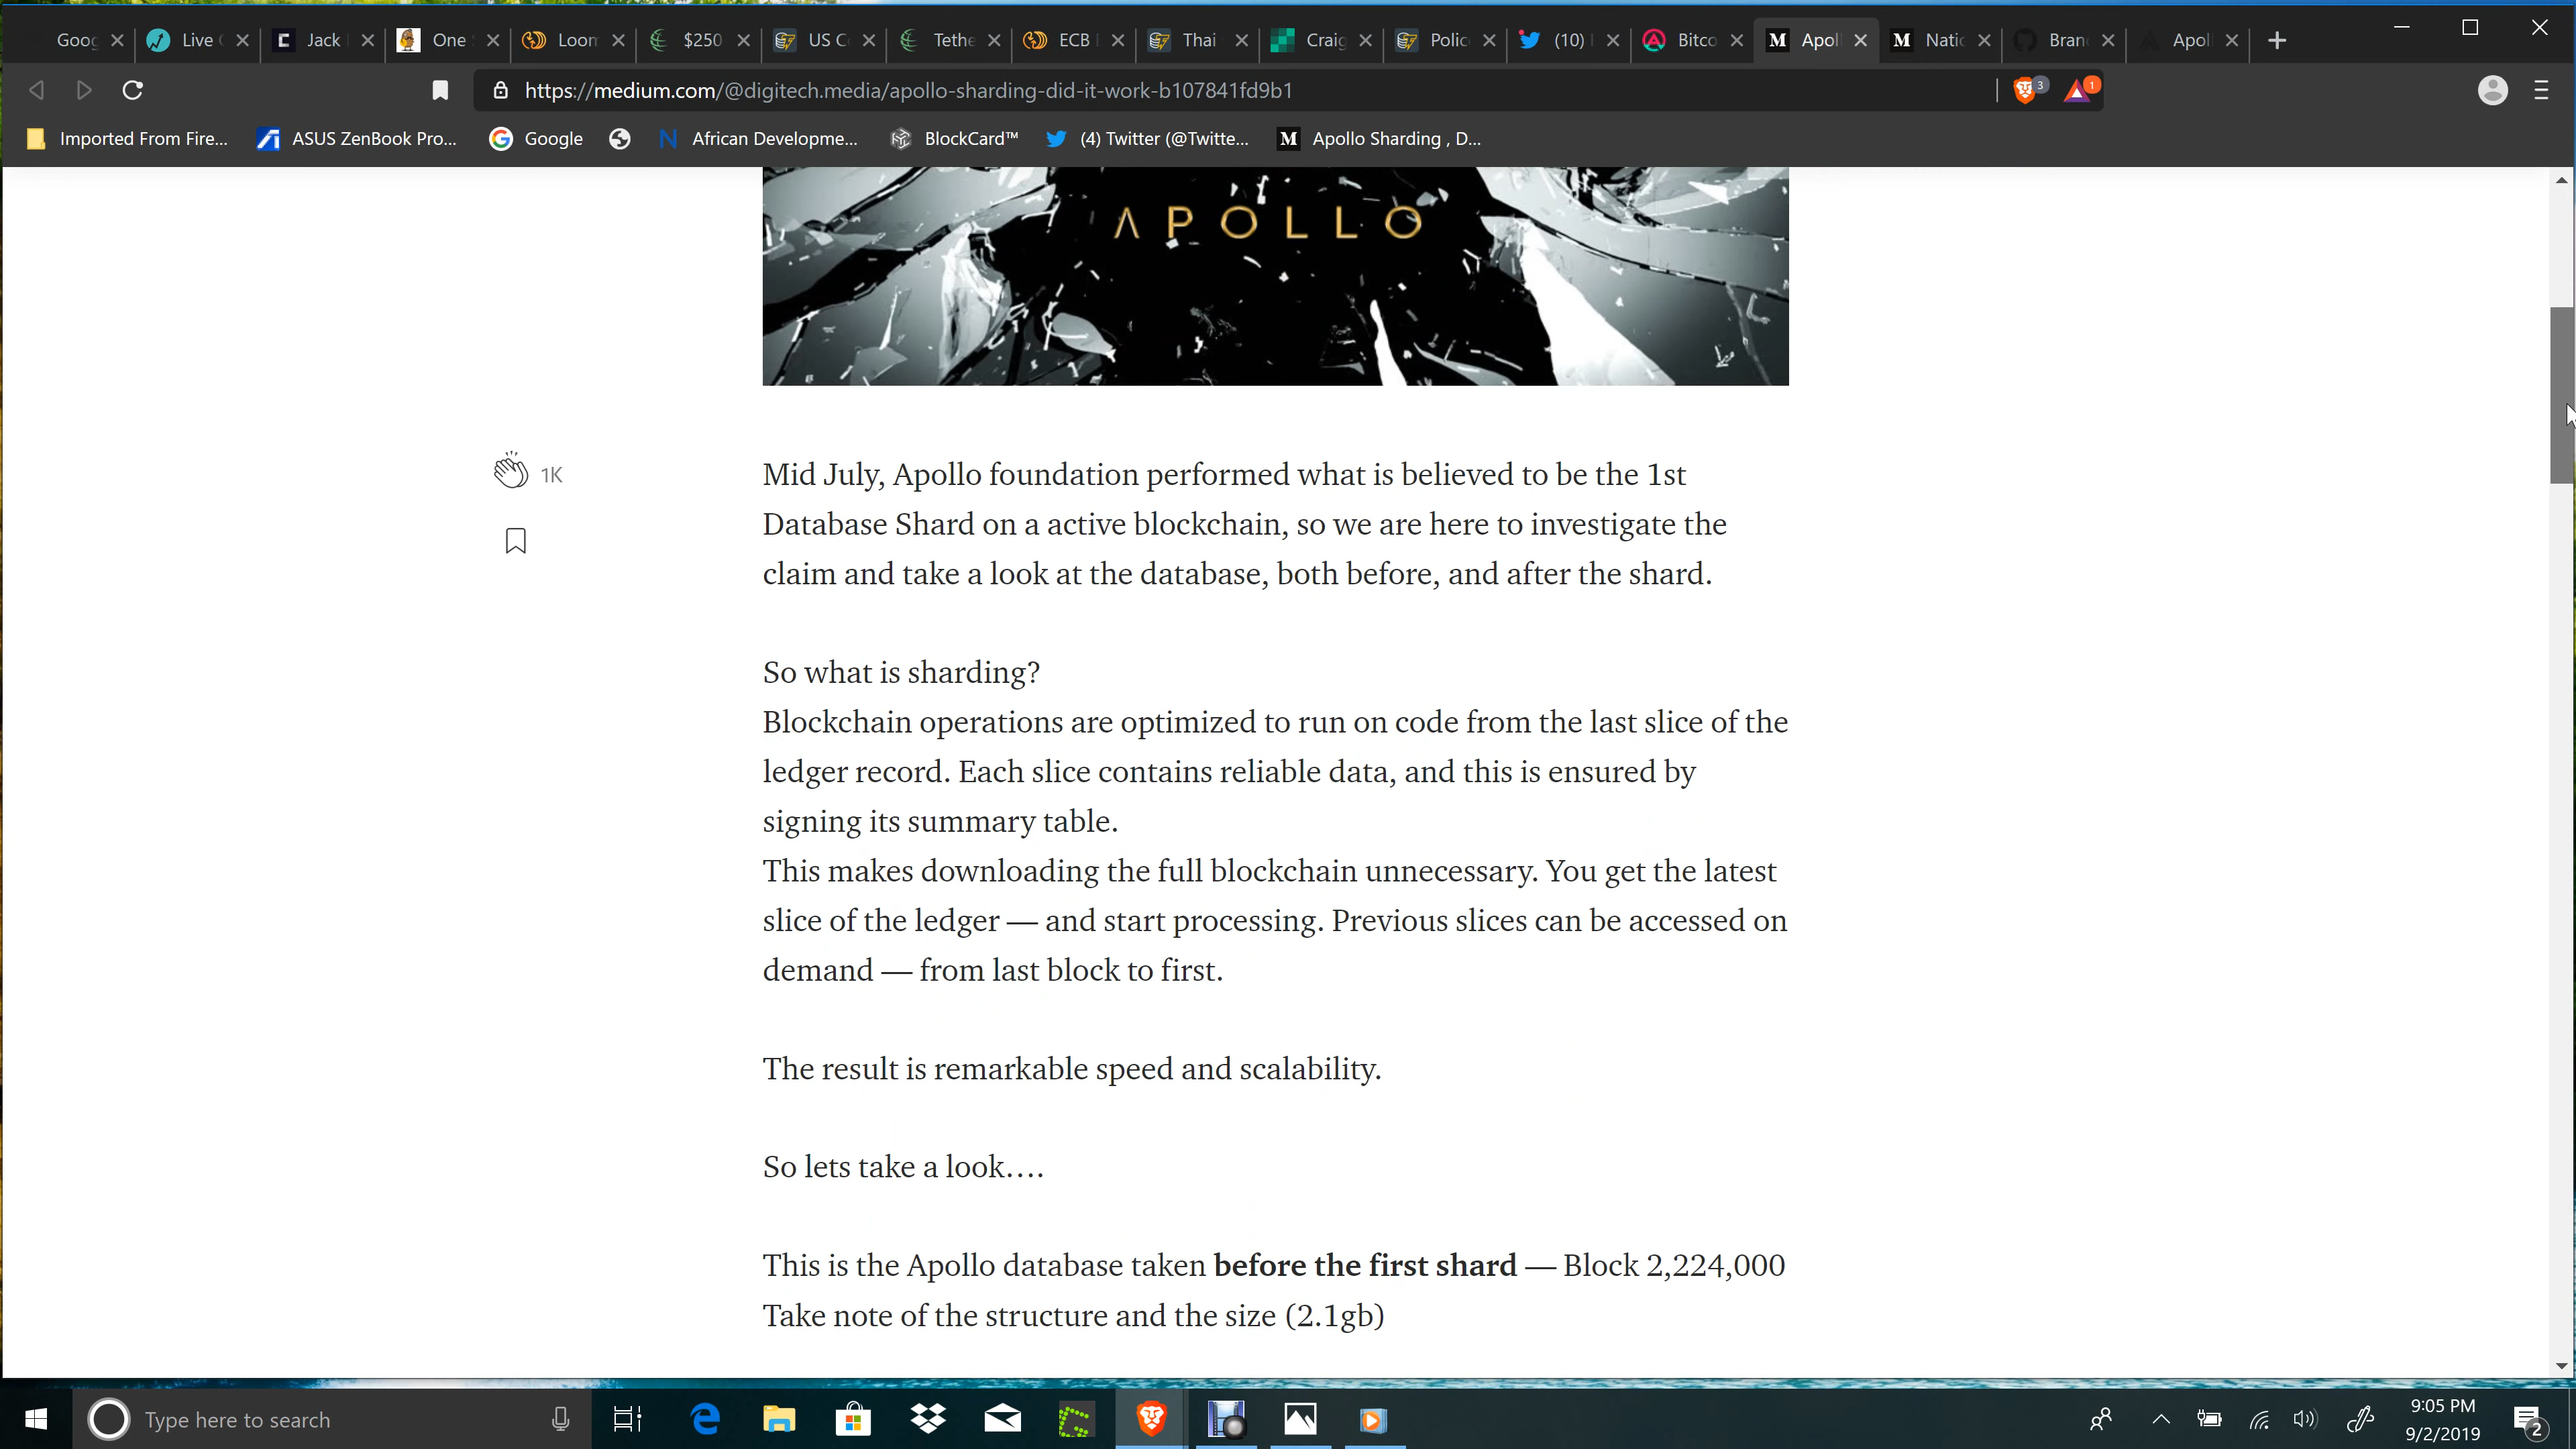 Goog
Live
Jack
One
Loon
$250
US C
Tethe
ECB
Thai
Craig
Polic
(10)
Bitco
Apol
Natic
Bran
Apol
https://medium.com/@digitech.media/apollo-sharding-did-it-work-b107841fd9b1
3
1
Imported From Fire...
ASUS ZenBook Pro...
Google
African Developme...
BlockCard™
(4) Twitter (@Twitte...
Apollo Sharding , D...
APOLLO
1K
Mid July, Apollo foundation performed what is believed to be the 1st
Database Shard on a active blockchain, so we are here to investigate the
claim and take a look at the database, both before, and after the shard.
So what is sharding?
Blockchain operations are optimized to run on code from the last slice of the
ledger record. Each slice contains reliable data, and this is ensured by
signing its summary table.
This makes downloading the full blockchain unnecessary. You get the latest
slice of the ledger — and start processing. Previous slices can be accessed on
demand — from last block to first.
The result is remarkable speed and scalability.
So lets take a look….
This is the Apollo database taken before the first shard — Block 2,224,000
Take note of the structure and the size (2.1gb)
Type here to search
9:05 PM
9/2/2019
2